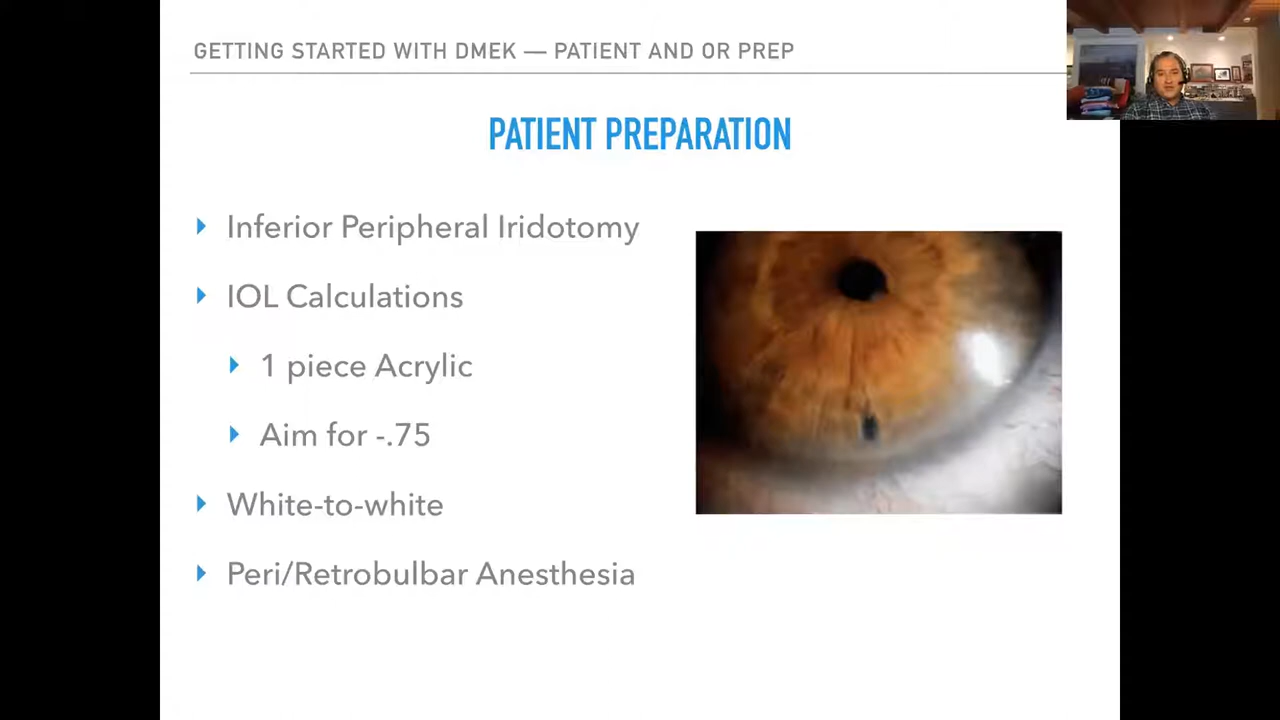 GETTING STARTED WITH DMEK — PATIENT AND OR PREP
PATIENT PREPARATION
Inferior Peripheral Iridotomy
IOL Calculations
1 piece Acrylic
Aim for -.75
White-to-white
Peri/Retrobulbar Anesthesia